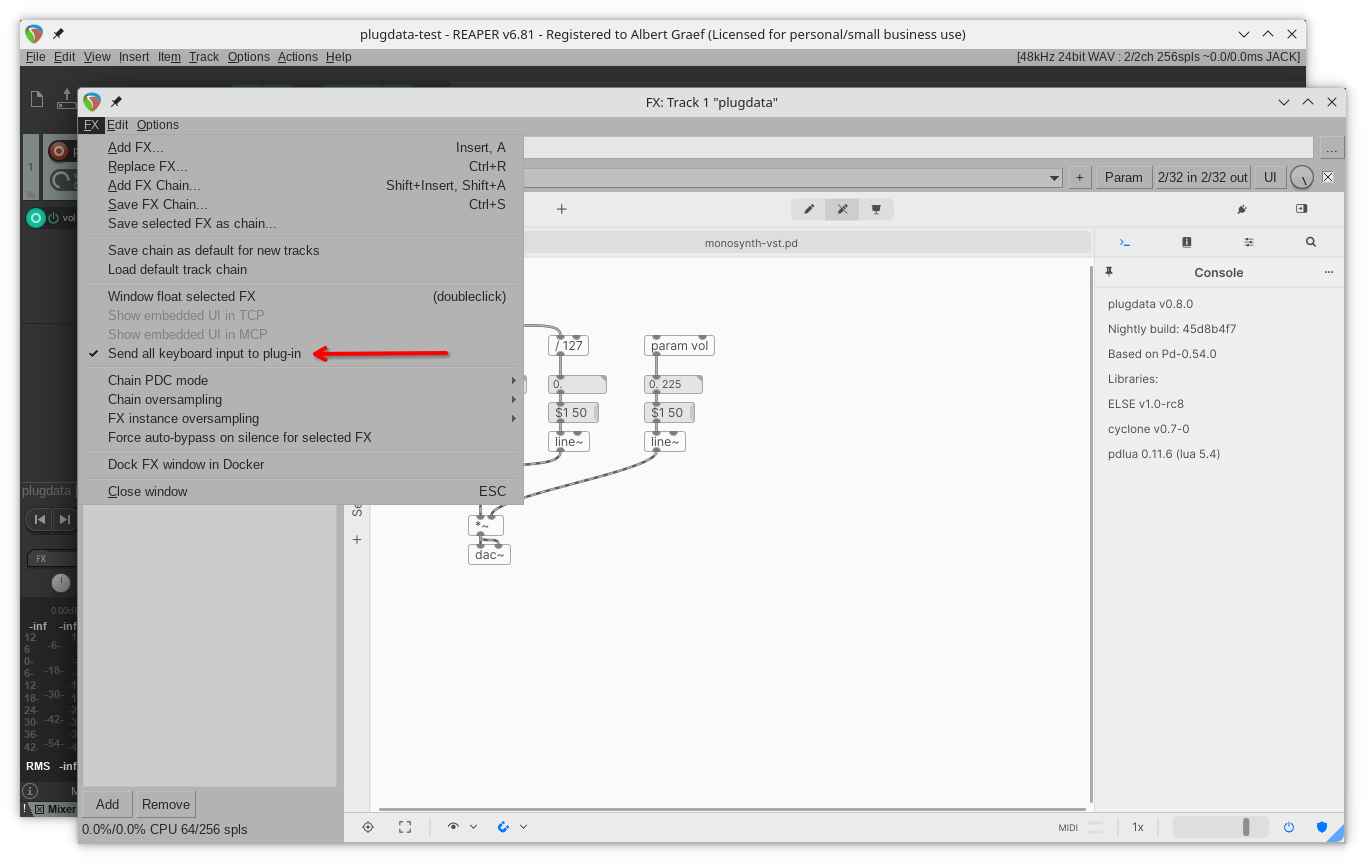 plugdata-test - REAPER v6.81 - Registered to Albert Graef (Licensed for personal/small business use)
File Edit View Insert Item Track Options Actions Help
[48kHz 24bit WAV : 2/2ch 256spls ~0.0/0.0ms JACK]
FX: Track 1 "plugdata"
FX Edit Options
1
vol
Add FX... Insert, A
Replace FX... Ctrl+R
Add FX Chain... Shift+Insert, Shift+A
Save FX Chain... Ctrl+S
Save selected FX as chain...
Save chain as default for new tracks
Load default track chain
Window float selected FX (doubleclick)
Show embedded UI in TCP
Show embedded UI in MCP
Send all keyboard input to plug-in
Chain PDC mode
Chain oversampling
FX instance oversampling
Force auto-bypass on silence for selected FX
Dock FX window in Docker
Close window ESC
...
+ Param 2/32 in 2/32 out UI
+
monosynth-vst.pd
/ 127
param vol
0.
0. 225
$1 50
$1 50
line~
line~
*~
dac~
Se
+
Console ...
plugdata v0.8.0
Nightly build: 45d8b4f7
Based on Pd-0.54.0
Libraries:
ELSE v1.0-rc8
cyclone v0.7-0
pdlua 0.11.6 (lua 5.4)
plugdata
FX
-inf -inf
12
6 -6-
0-
6- -18-
12-
18- -30-
24-
30- -42-
36-
42- -54-
RMS -inf
Mixer
Add Remove
0.0%/0.0% CPU 64/256 spls
MIDI
1x